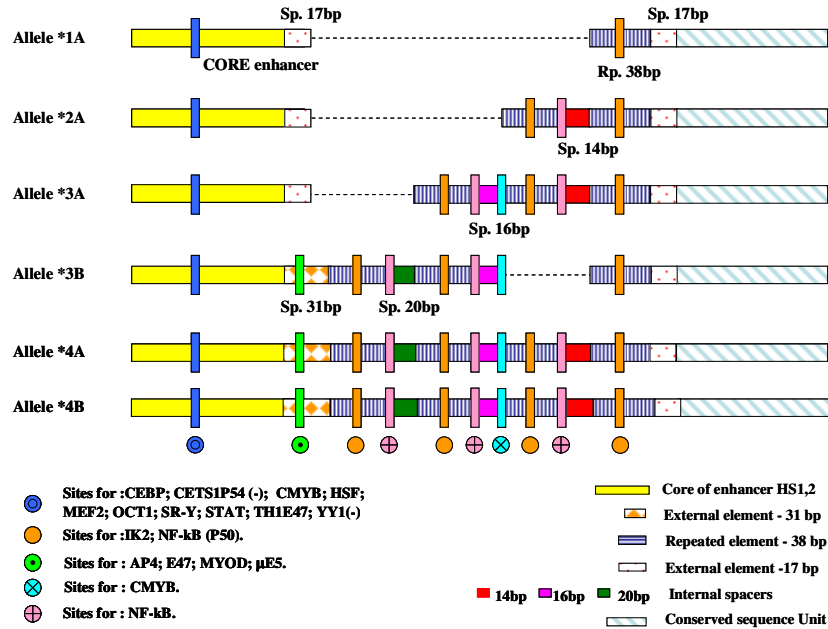 Sp. 17bp
Sp. 17bp
Allele *1A
CORE enhancer
Rp. 38bp
Allele *2A
Sp. 14bp
Allele *3A
Sp. 16bp
Allele *3B
Sp. 31bp
Sp. 20bp
Allele *4A
Allele *4B
Sites for :CEBP; CETS1P54 (-); CMYB; HSF;
MEF2; OCT1; SR-Y; STAT; TH1E47; YY1(-)
Sites for :IK2; NF-kB (P50).
Sites for : AP4; E47; MYOD; µE5.
Sites for : CMYB.
Sites for : NF-kB.
Core of enhancer HS1,2
External element - 31 bp
Repeated element - 38 bp
External element -17 bp
14bp
16bp
20bp
Internal spacers
Conserved sequence Unit